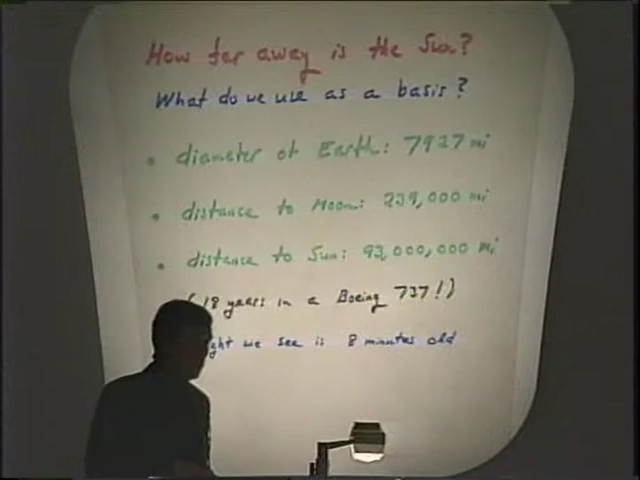 How far away is the Sun?
What do we use as a basis?
• diameter of Earth: 7927 mi
• distance to Moon: 239,000 mi
• distance to Sun: 93,000,000 mi
(18 years in a Boeing 737!)
we see is 8 minutes old